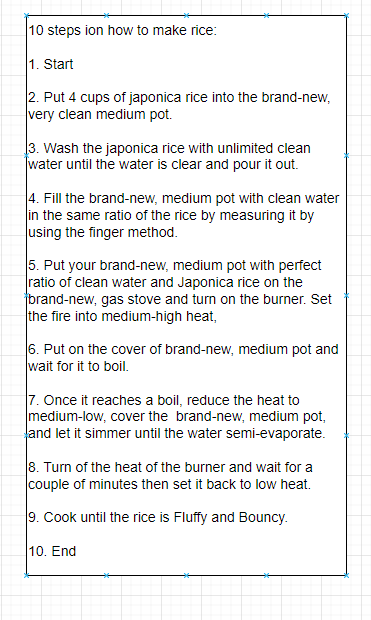 10 steps ion how to make rice:
1. Start
2. Put 4 cups of japonica rice into the brand-new,
very clean medium pot.
3. Wash the japonica rice with unlimited clean
water until the water is clear and pour it out.
4. Fill the brand-new, medium pot with clean water
in the same ratio of the rice by measuring it by
using the finger method.
5. Put your brand-new, medium pot with perfect
ratio of clean water and Japonica rice on the
brand-new, gas stove and turn on the burner. Set
the fire into medium-high heat,
6. Put on the cover of brand-new, medium pot and
wait for it to boil.
7. Once it reaches a boil, reduce the heat to
medium-low, cover the  brand-new, medium pot,
and let it simmer until the water semi-evaporate.
8. Turn of the heat of the burner and wait for a
couple of minutes then set it back to low heat.
9. Cook until the rice is Fluffy and Bouncy.
10. End